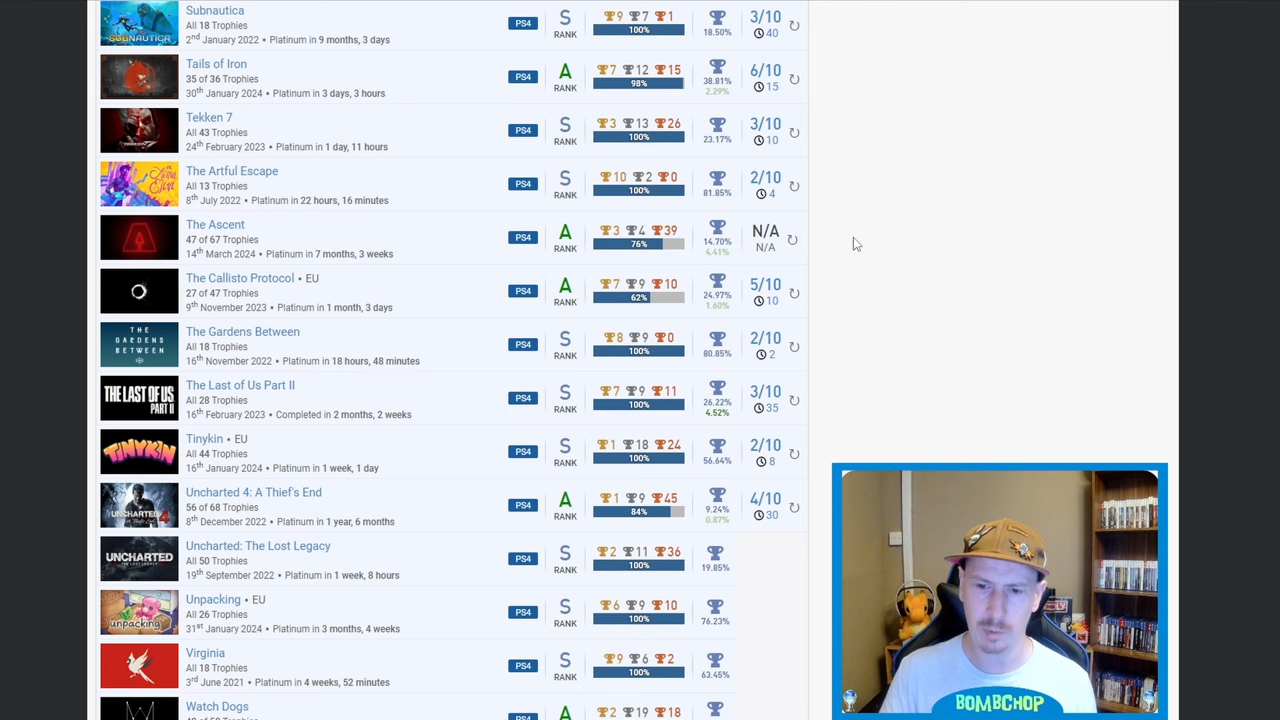 Subnautica
All 18 Trophies
2nd January 2022 • Platinum in 9 months, 3 days
SUBNAUTICA
PS4
S
RANK
9 7 1
100%
18.50%
3/10
40
Tails of Iron
35 of 36 Trophies
30th January 2024 • Platinum in 3 days, 3 hours
PS4
A
RANK
7 12 15
98%
38.81%
2.29%
6/10
15
Tekken 7
All 43 Trophies
24th February 2023 • Platinum in 1 day, 11 hours
PS4
S
RANK
3 13 26
100%
23.17%
3/10
10
The Artful Escape
All 13 Trophies
8th July 2022 • Platinum in 22 hours, 16 minutes
PS4
S
RANK
10 2 0
100%
81.85%
2/10
4
The Ascent
47 of 67 Trophies
14th March 2024 • Platinum in 7 months, 3 weeks
PS4
A
RANK
3 4 39
76%
14.70%
4.41%
N/A
N/A
The Callisto Protocol • EU
27 of 47 Trophies
9th November 2023 • Platinum in 1 month, 3 days
PS4
A
RANK
7 9 10
62%
24.97%
1.60%
5/10
10
THE
GARDENS
BETWEEN
The Gardens Between
All 18 Trophies
16th November 2022 • Platinum in 18 hours, 48 minutes
PS4
S
RANK
8 9 0
100%
80.85%
2/10
2
THE LAST OF US
PART II
The Last of Us Part II
All 28 Trophies
16th February 2023 • Completed in 2 months, 2 weeks
PS4
S
RANK
7 9 11
100%
26.22%
4.52%
3/10
35
TINYKIN
Tinykin • EU
All 44 Trophies
16th January 2024 • Platinum in 1 week, 1 day
PS4
S
RANK
1 18 24
100%
56.64%
2/10
8
UNCHARTED 4
Uncharted 4: A Thief's End
56 of 68 Trophies
8th December 2022 • Platinum in 1 year, 6 months
PS4
A
RANK
1 9 45
84%
9.24%
0.87%
4/10
30
UNCHARTED
Uncharted: The Lost Legacy
All 50 Trophies
19th September 2022 • Platinum in 1 week, 8 hours
PS4
S
RANK
2 11 36
100%
19.85%
unpacking
Unpacking • EU
All 26 Trophies
31st January 2024 • Platinum in 3 months, 4 weeks
PS4
S
RANK
6 9 10
100%
76.23%
Virginia
All 18 Trophies
3rd June 2021 • Platinum in 4 weeks, 52 minutes
PS4
S
RANK
9 6 2
100%
63.45%
Watch Dogs
A
2 19 18
BOMBCHOP